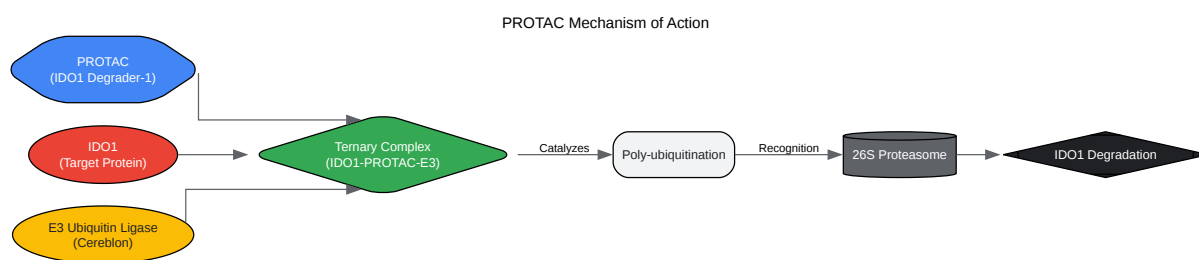 PROTAC Mechanism of Action
PROTAC
(IDO1 Degrader-1)
IDO1
(Target Protein)
E3 Ubiquitin Ligase
(Cereblon)
Ternary Complex
(IDO1-PROTAC-E3)
Catalyzes
Poly-ubiquitination
Recognition
26S Proteasome
IDO1 Degradation